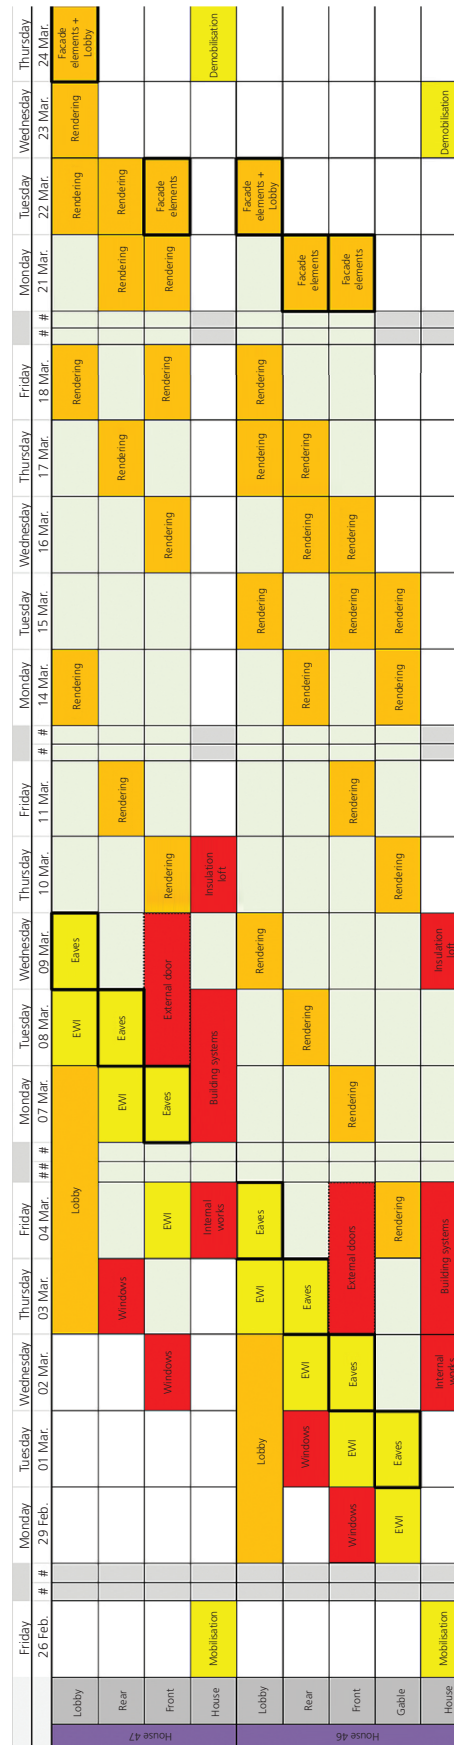 Friday Monday Tuesday Wednesday Thursday Friday Monday Tuesday Wednesday Thursday Friday Monday Tuesday Wednesday Thursday Friday Monday Tuesday Wednesday Thursday
26 Feb. # # 29 Feb. 01 Mar. 02 Mar. 03 Mar. 04 Mar. ## # 07 Mar. 08 Mar. 09 Mar. 10 Mar. 11 Mar. # # 14 Mar. 15 Mar. 16 Mar. 17 Mar. 18 Mar. # # 21 Mar. 22 Mar. 23 Mar. 24 Mar.
House 47
Lobby Lobby EWI Eaves Rendering Rendering Rendering Rendering Facade
elements +
Lobby
Rear Windows EWI Eaves Rendering Rendering Rendering Rendering
Front Windows EWI Eaves External door Rendering Rendering Rendering Rendering Facade
elements
House Mobilisation Internal
works Building systems Insulation
loft Demobilisation
House 46
Lobby Lobby EWI Eaves Rendering Rendering Rendering Rendering Facade
elements +
Lobby
Rear Windows EWI Eaves Rendering Rendering Rendering Rendering Facade
elements
Front Windows EWI Eaves External doors Rendering Rendering Rendering Rendering Facade
elements
Gable EWI Eaves Rendering Rendering Rendering Rendering
House Mobilisation Internal
works Building systems Insulation
loft Demobilisation